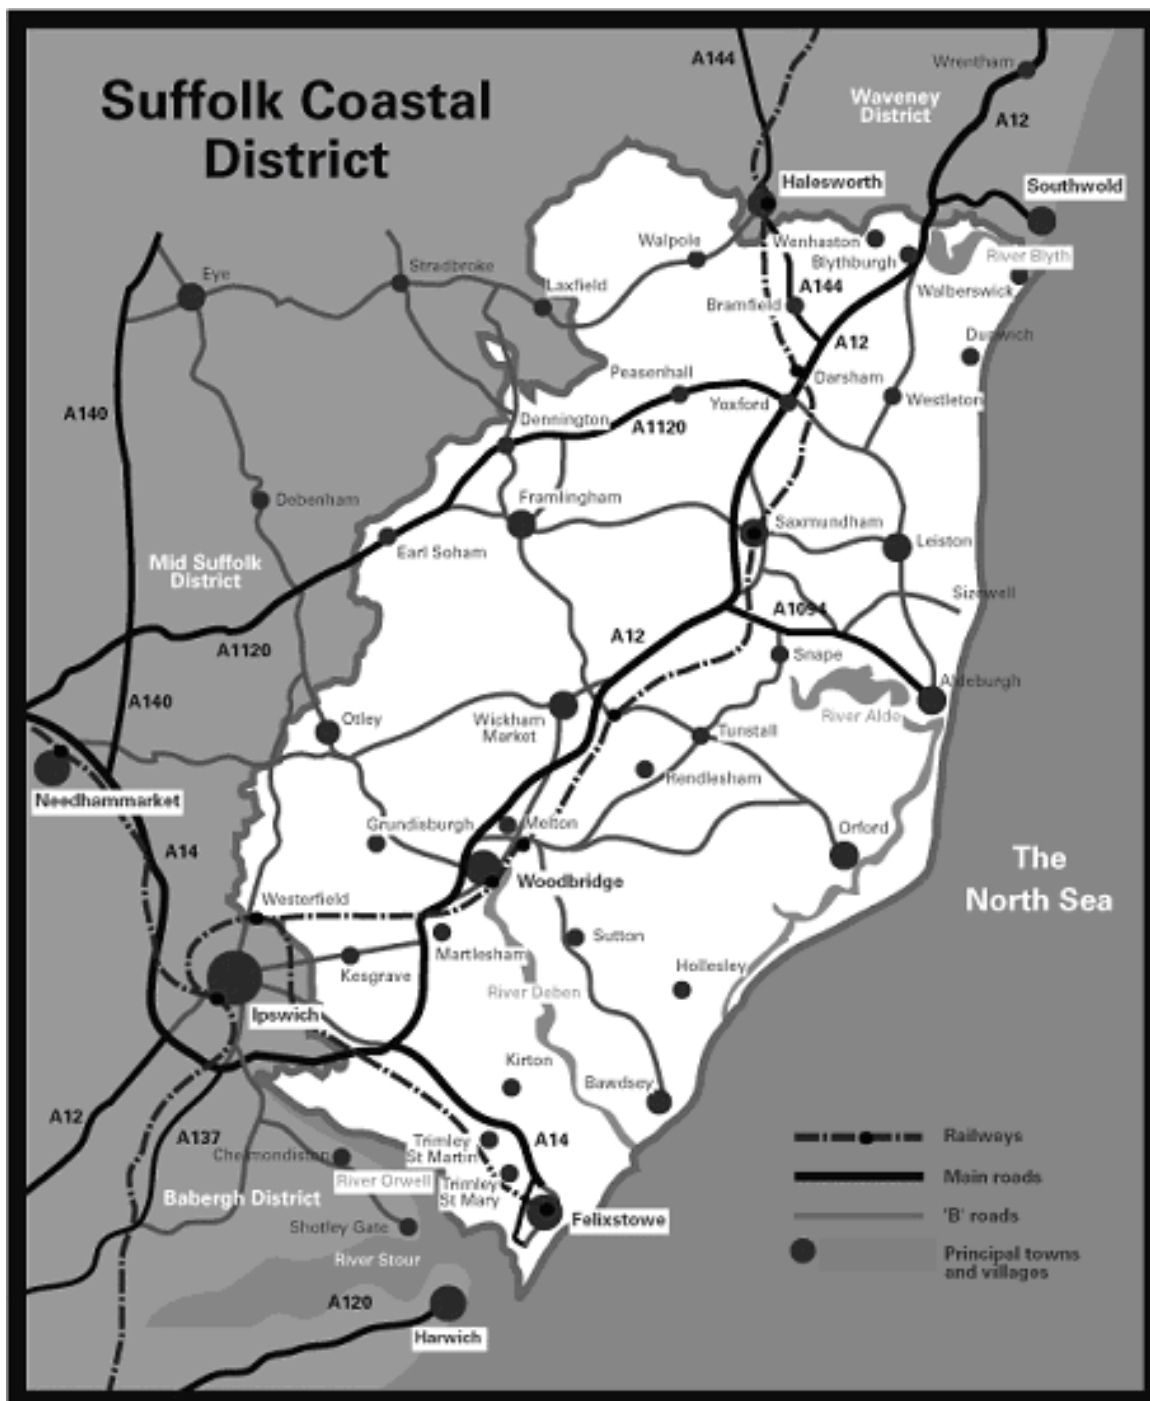 Suffolk Coastal
District
A144
Wrentham
Waveney
District
A12
Halesworth
Southwold
Walpole
Wenhaston
Blythburgh
River Blyth
Eye
Stradbroke
Laxfield
A144
Walberswick
Bramfield
A12
Dunwich
Peasenhall
Darsham
A140
Yoxford
Westleton
Dennington
A1120
Debenham
Framlingham
Saxmundham
Earl Soham
Leiston
Mid Suffolk
District
Sizewell
A1094
A12
A1120
Snape
Aldeburgh
A140
River Alde
Otley
Wickham
Market
Tunstall
Rendlesham
Needhammarket
Grundisburgh
Melton
Orford
A14
The
North Sea
Woodbridge
Westerfield
Sutton
Martlesham
Kesgrave
Hollesley
River Deben
Ipswich
Kirton
Bawdsey
A12
A137
A14
Railways
Trimley
St Martin
Chelmondiston
River Orwell
Main roads
Trimley
St Mary
Babergh District
'B' roads
Felixstowe
Shotley Gate
River Stour
Principal towns
and villages
A120
Harwich